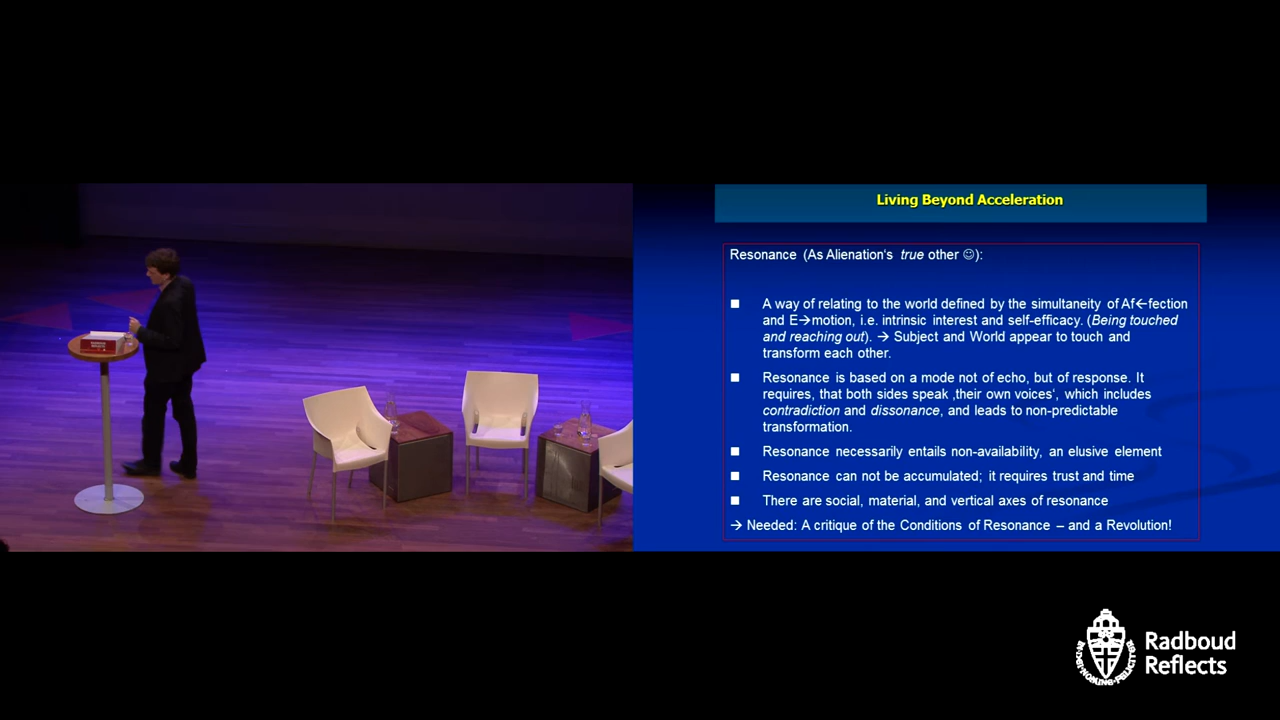 Living Beyond Acceleration
Resonance (As Alienation's true other ☺):
■ A way of relating to the world defined by the simultaneity of Af←fection
and E→motion, i.e. intrinsic interest and self-efficacy. (Being touched
and reaching out). → Subject and World appear to touch and
transform each other.
■ Resonance is based on a mode not of echo, but of response. It
requires, that both sides speak ‚their own voices', which includes
contradiction and dissonance, and leads to non-predictable
transformation.
■ Resonance necessarily entails non-availability, an elusive element
■ Resonance can not be accumulated; it requires trust and time
■ There are social, material, and vertical axes of resonance
→ Needed: A critique of the Conditions of Resonance – and a Revolution!
Radboud
Reflects